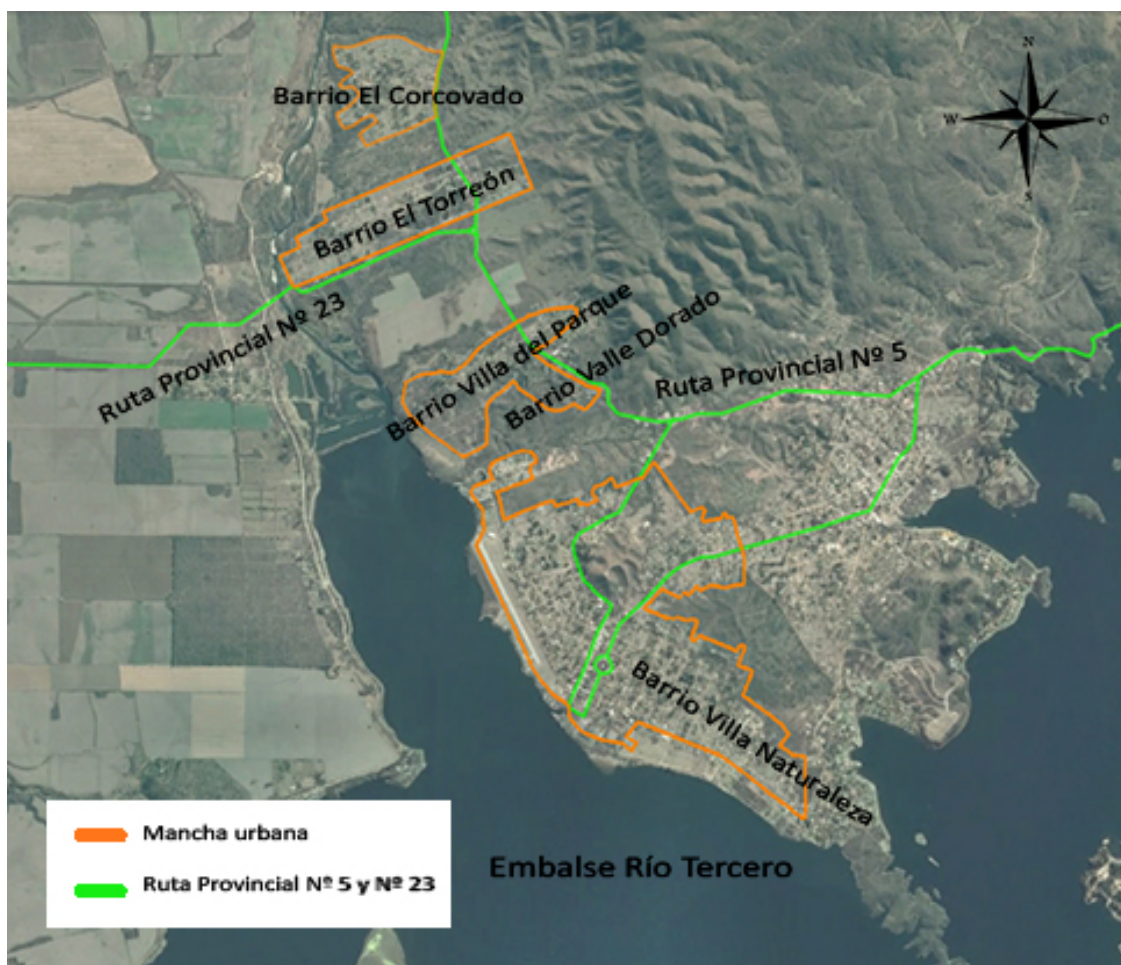 N
Barrio El Corcovado
W
O
S
Barrio El Torreón
Ruta Provincial Nº 23
Barrio Villa del Parque
Barrio Valle Dorado
Ruta Provincial Nº 5
Barrio Villa Naturaleza
Mancha urbana
Embalse Río Tercero
Ruta Provincial Nº 5 y Nº 23